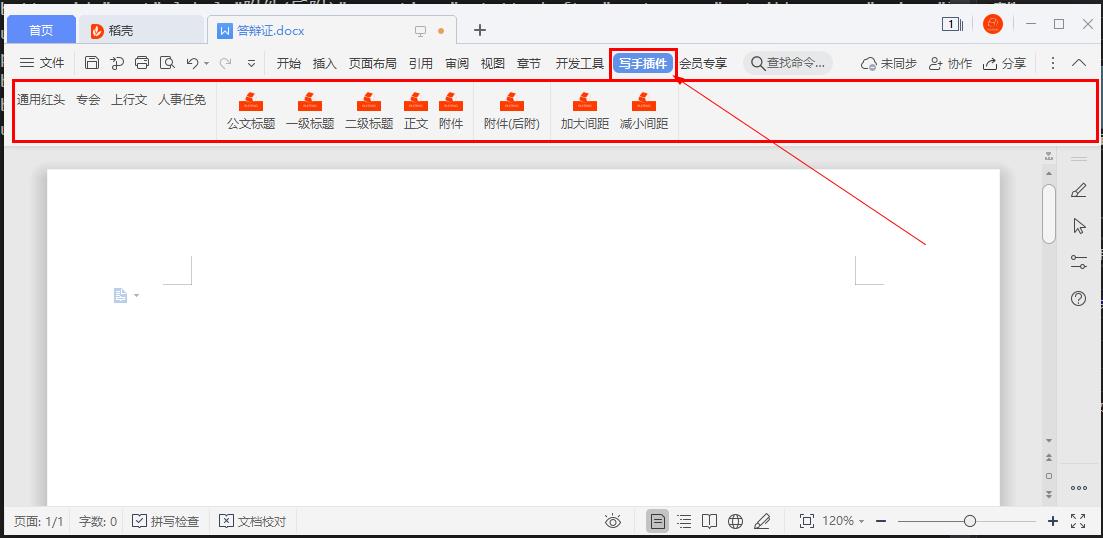 首页
稻壳
答辩证.docx
1
文件
开始 插入 页面布局 引用 审阅 视图 章节 开发工具 写手插件 会员专享 查找命令... 未同步 协作 分享
通用红头 专会 上行文 人事任免
公文标题 一级标题 二级标题 正文 附件 附件(后附) 加大间距 减小间距
页面: 1/1 字数: 0 拼写检查 文档校对 120%